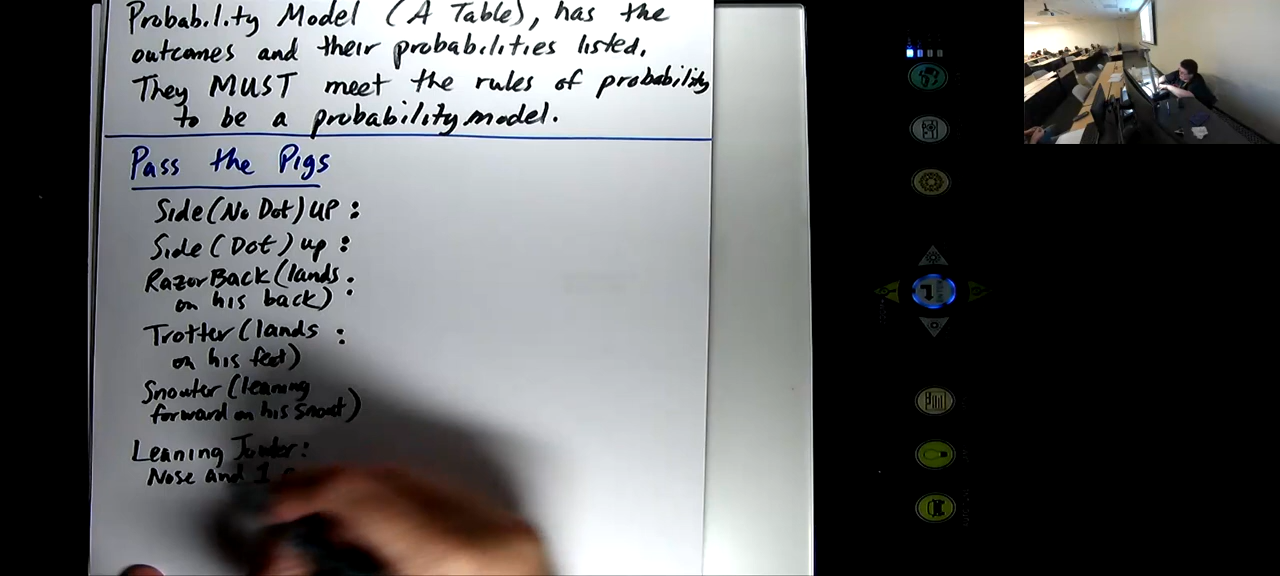 Probability Model (A Table), has the
outcomes and their probabilities listed.
They MUST meet the rules of probability
to be a probability model.
Pass the Pigs
Side (No Dot) UP :
Side (Dot) up :
RazorBack (lands :
on his back)
Trotter (lands :
on his feet)
Snouter (leaning
forward on his snout)
Leaning
Nose and 1